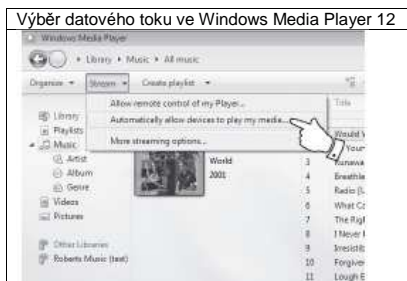 Výběr datového toku ve Windows Media Player 12
Windows Media Player
Library ▸ Music ▸ All music
Organize Stream Create playlist
Allow remote control of my Player...
Automatically allow devices to play my media...
More streaming options...
Title
Library
Playlists
Music
Artist
Album
Genre
Videos
Pictures
Other Libraries
Roberts Music (test)
World
2001
Would
Your
3 Runawa
4 Breathle
5 Radio
6 What Ca
7 The Righ
8 I Never
9 Irresistib
10 Forgiven
11 Lough E